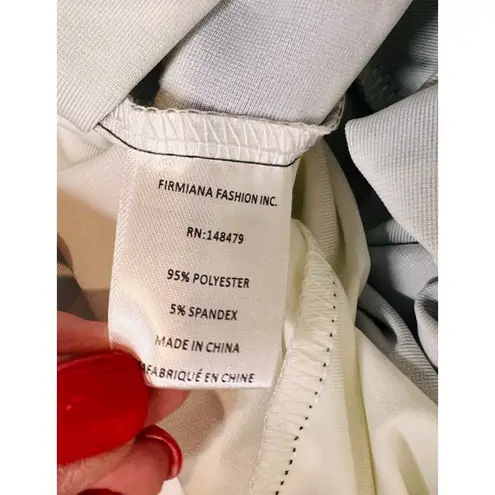 FIRMIANA FASHION INC.
RN:148479
95% POLYESTER
5% SPANDEX
MADE IN CHINA
FABRIQUÉ EN CHINE